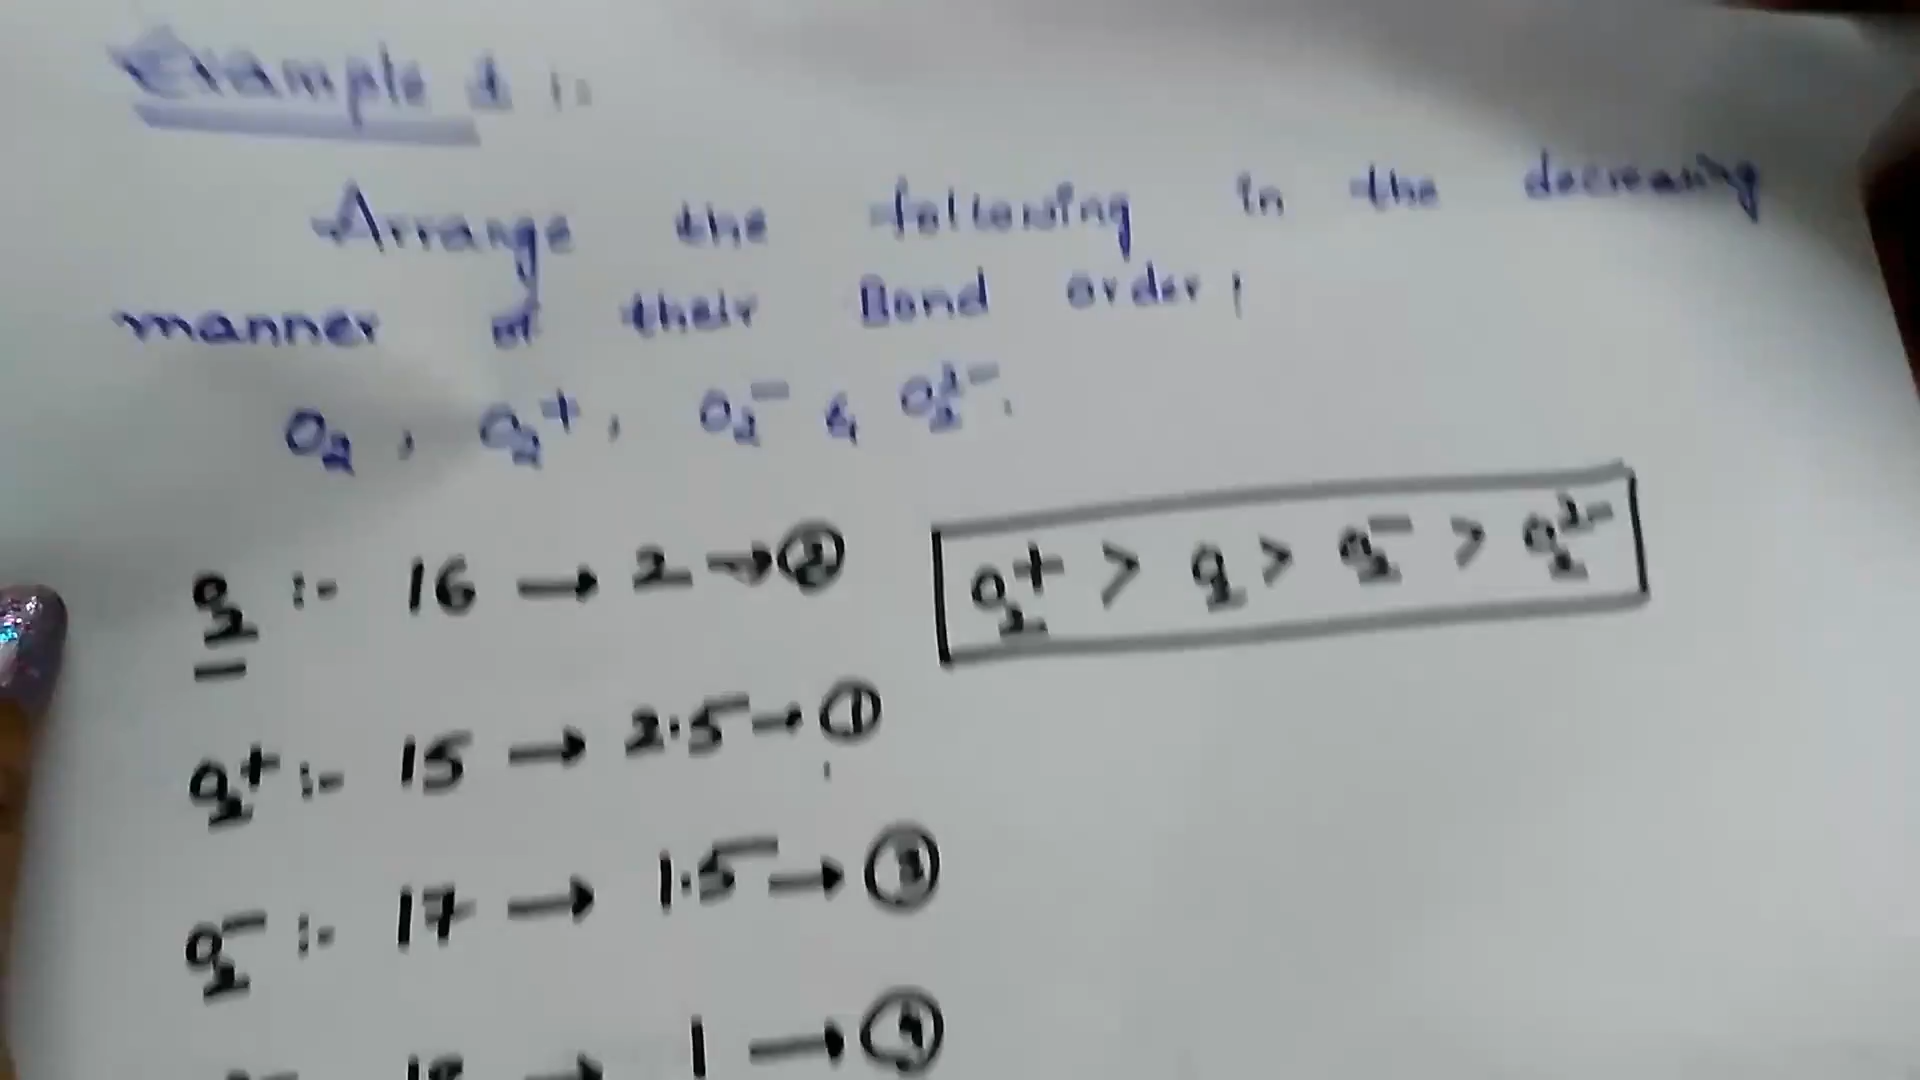 Example 1 :-
Arrange the following in the decreasing
manner of their Bond order;
O₂, O₂⁺, O₂⁻ & O₂²⁻.
O₂ :- 16 → 2 → ②
O₂⁺ > O₂ > O₂⁻ > O₂²⁻
O₂⁺ :- 15 → 2.5 → ①
O₂⁻ :- 17 → 1.5 → ③
18 → 1 → ④